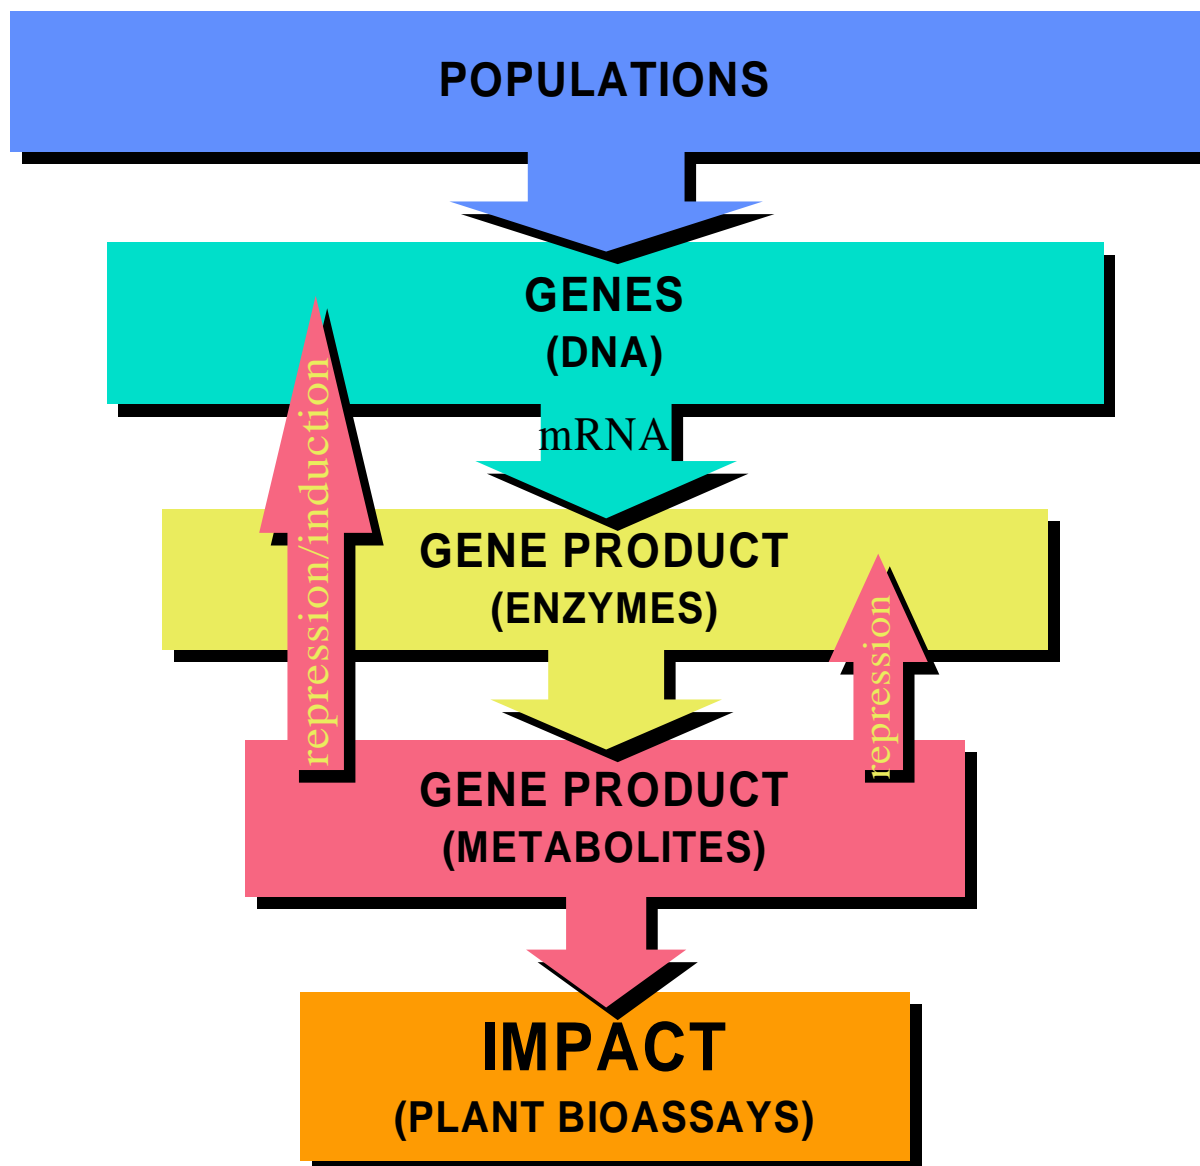 POPULATIONS
GENES
(DNA)
mRNA
repression/induction
GENE PRODUCT
(ENZYMES)
repression
GENE PRODUCT
(METABOLITES)
IMPACT
(PLANT BIOASSAYS)